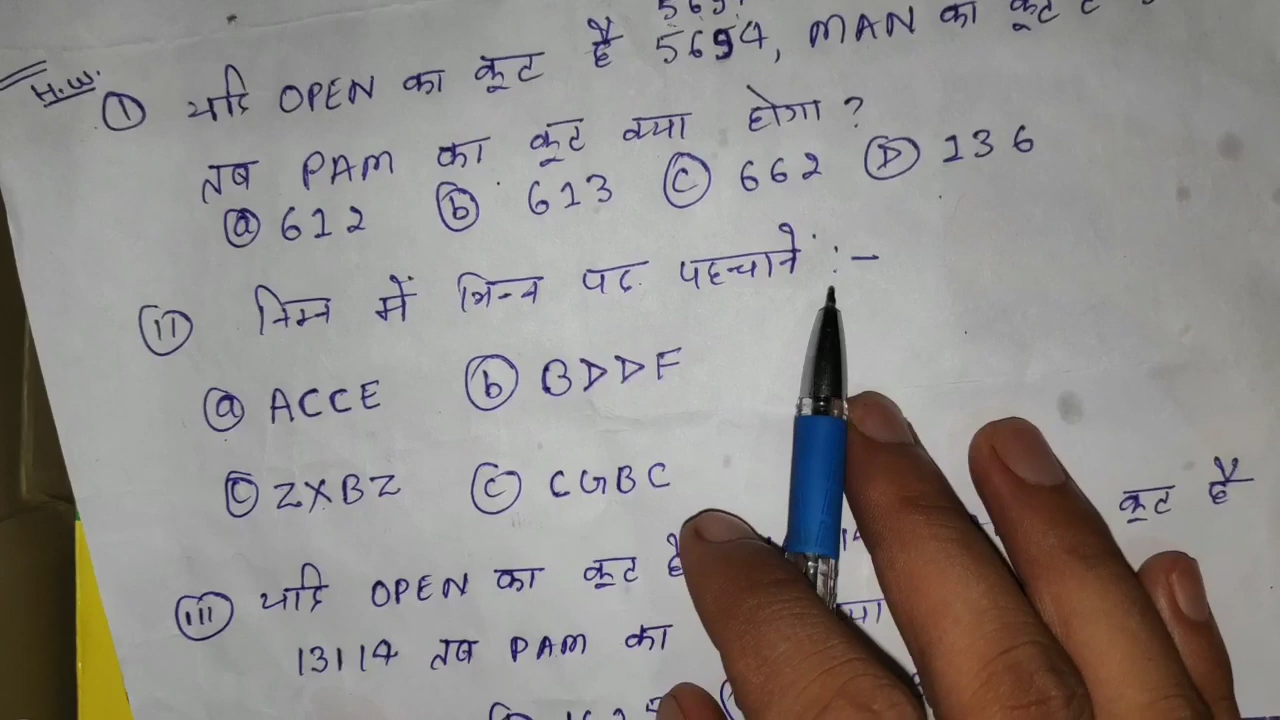 H.W.
① यदि OPEN का कूट है 5694, MAN का कूट
तब PAM का कूट क्या होगा ?
ⓐ 612 ⓑ 613 ⓒ 662 Ⓓ 136
(ii) निम्न में भिन्न पद पहचाने :-
ⓐ ACCE ⓑ BDDF
ⓒ ZXBZ ⓒ CGBC
(iii) यदि OPEN का कूट है कूट है
13114 तब PAM का